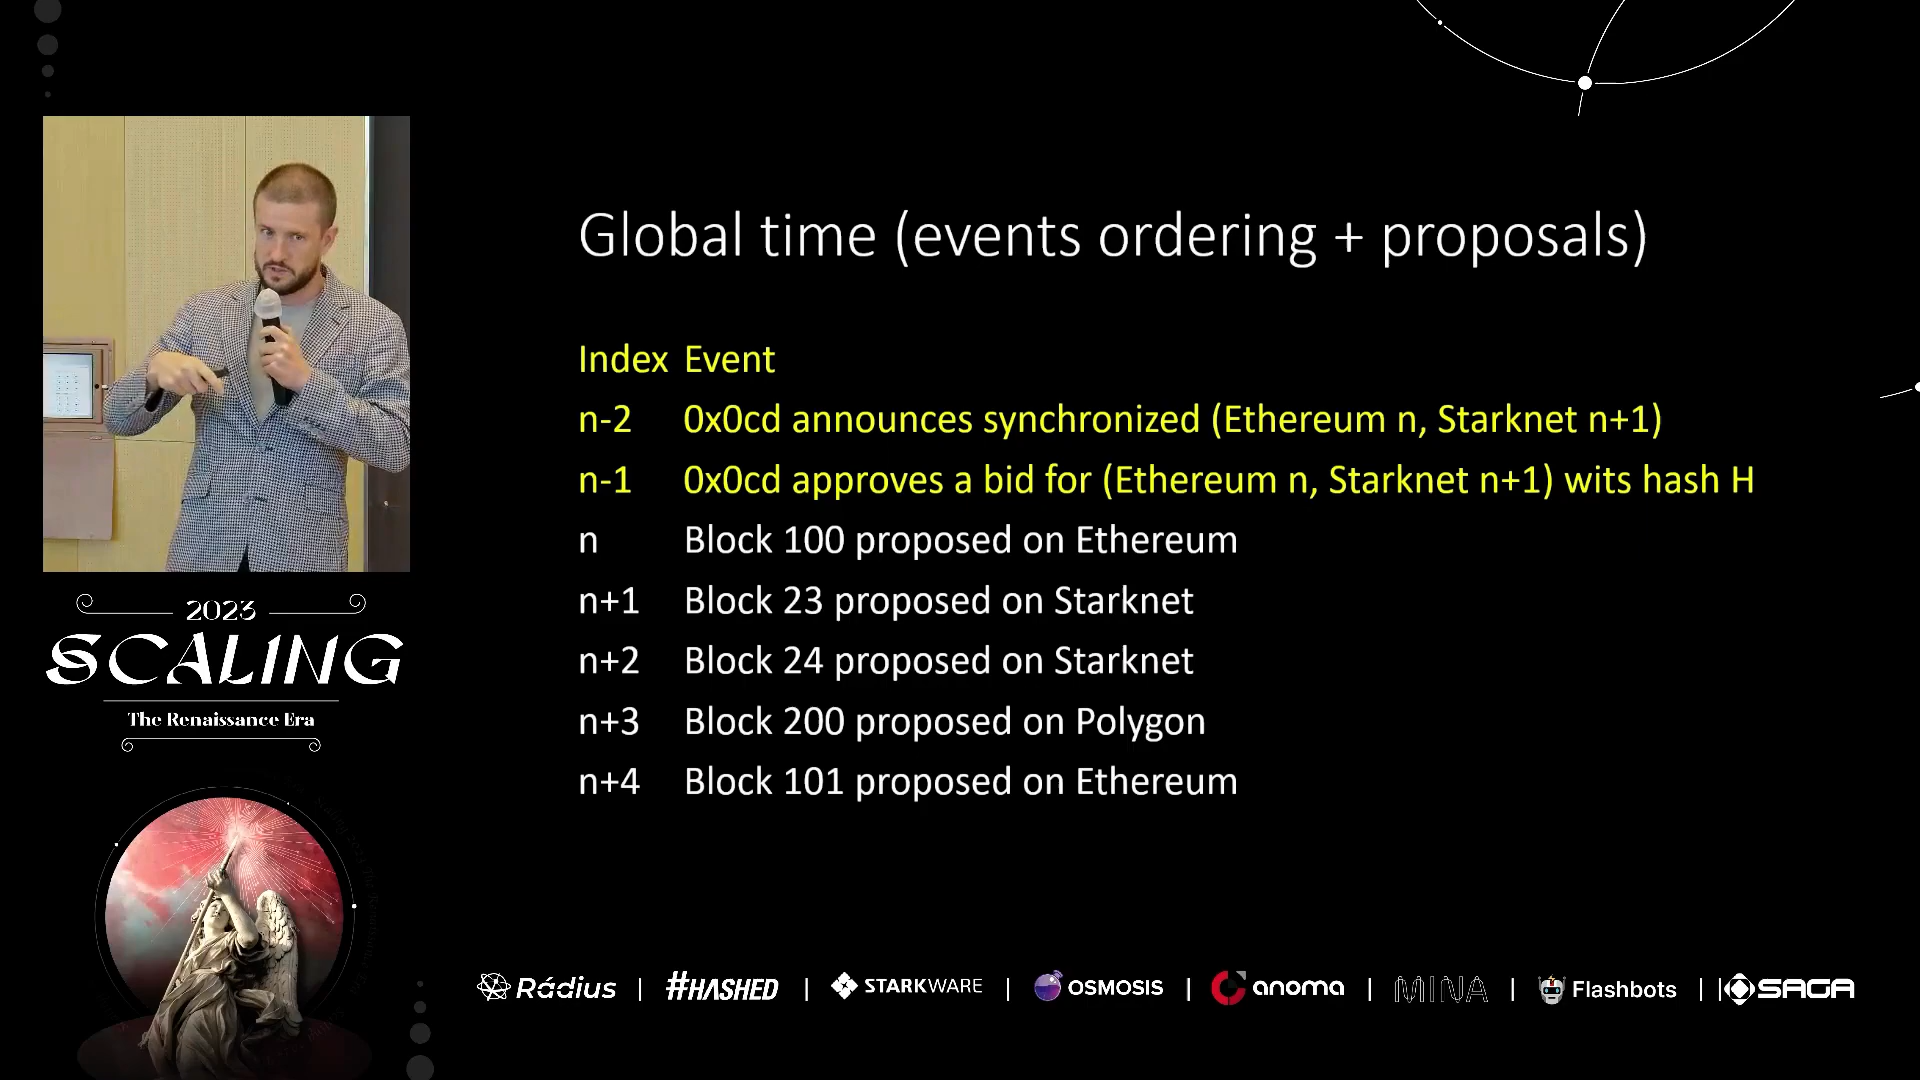 Global time (events ordering + proposals)
Index Event
n-2 0x0cd announces synchronized (Ethereum n, Starknet n+1)
n-1 0x0cd approves a bid for (Ethereum n, Starknet n+1) wits hash H
n Block 100 proposed on Ethereum
n+1 Block 23 proposed on Starknet
n+2 Block 24 proposed on Starknet
n+3 Block 200 proposed on Polygon
n+4 Block 101 proposed on Ethereum
2023
SCALING
The Renaissance Era
Rádius | #HASHED | STARKWARE | OSMOSIS | anoma | MINA | Flashbots | | SAGA